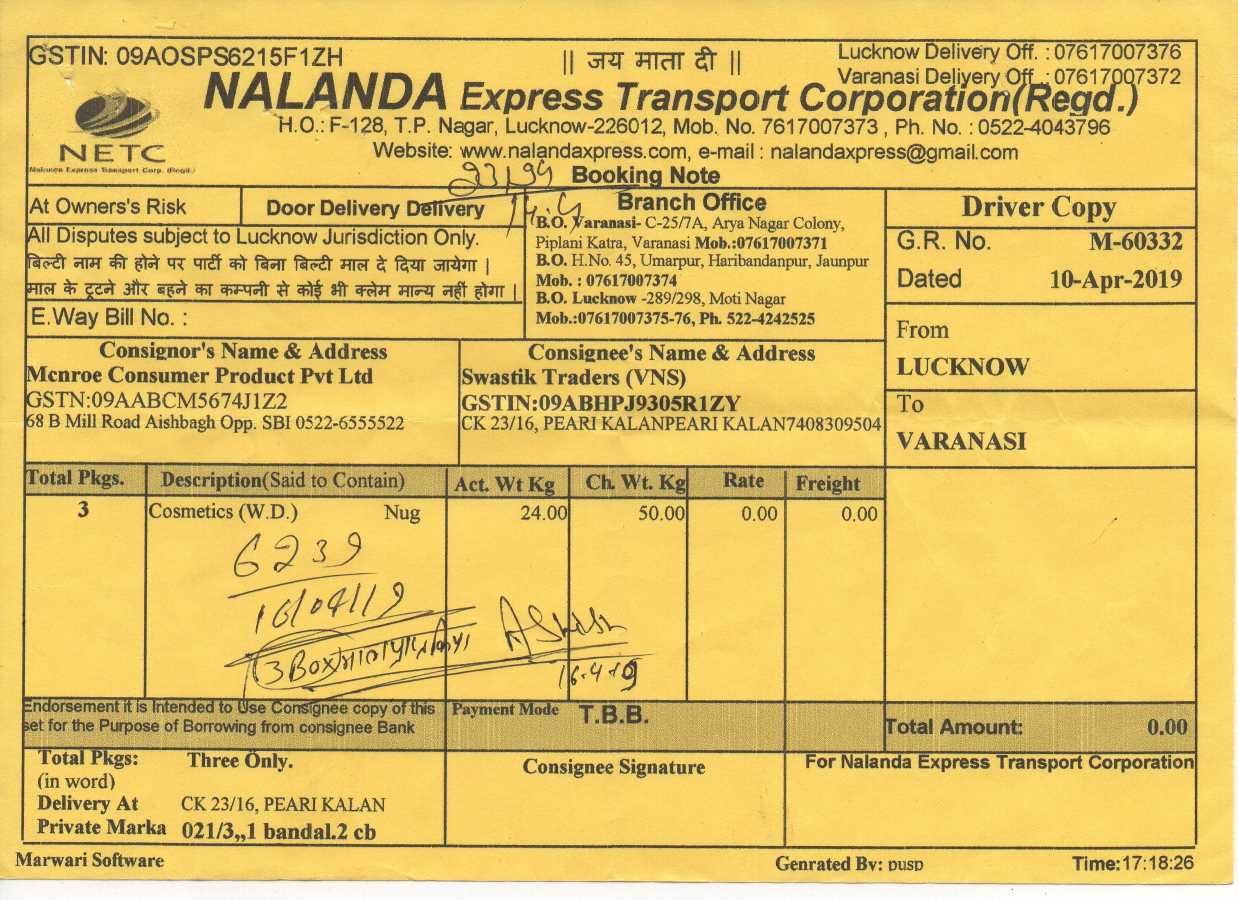 GSTIN: 09AOSPS6215F1ZH
|| जय माता दी ||
Lucknow Delivery Off. : 07617007376
Varanasi Delivery Off. : 07617007372
NALANDA Express Transport Corporation(Regd.)
H.O.: F-128, T.P. Nagar, Lucknow-226012, Mob. No. 7617007373 , Ph. No. : 0522-4043796
Website: www.nalandaxpress.com, e-mail : nalandaxpress@gmail.com
NETC
Nalanda Express Transport Corp. (Regd.)
Booking Note
At Owners's Risk
Door Delivery Delivery
All Disputes subject to Lucknow Jurisdiction Only.
बिल्टी नाम की होने पर पार्टी को बिना बिल्टी माल दे दिया जायेगा |
माल के टूटने और बहने का कम्पनी से कोई भी क्लेम मान्य नहीं होगा |
E.Way Bill No. :
Branch Office
B.O. Varanasi- C-25/7A, Arya Nagar Colony,
Piplani Katra, Varanasi Mob.:07617007371
B.O. H.No. 45, Umarpur, Haribandanpur, Jaunpur
Mob. : 07617007374
B.O. Lucknow -289/298, Moti Nagar
Mob.:07617007375-76, Ph. 522-4242525
Driver Copy
G.R. No. M-60332
Dated 10-Apr-2019
From
LUCKNOW
To
VARANASI
Consignor's Name & Address
Mcnroe Consumer Product Pvt Ltd
GSTN:09AABCM5674J1Z2
68 B Mill Road Aishbagh Opp. SBI 0522-6555522
Consignee's Name & Address
Swastik Traders (VNS)
GSTIN:09ABHPJ9305R1ZY
CK 23/16, PEARI KALANPEARI KALAN7408309504
Total Pkgs. Description(Said to Contain) Act. Wt Kg Ch. Wt. Kg Rate Freight
3 Cosmetics (W.D.) Nug 24.00 50.00 0.00 0.00
6239
16/04/19
3 Box माल प्राप्त किया
Ashish
16.4.19
Endorsement it is Intended to Use Consignee copy of this
set for the Purpose of Borrowing from consignee Bank
Payment Mode T.B.B.
Total Amount: 0.00
Total Pkgs: Three Only.
(in word)
Delivery At CK 23/16, PEARI KALAN
Private Marka 021/3,,1 bandal.2 cb
Consignee Signature
For Nalanda Express Transport Corporation
Marwari Software
Genrated By: pusp
Time:17:18:26